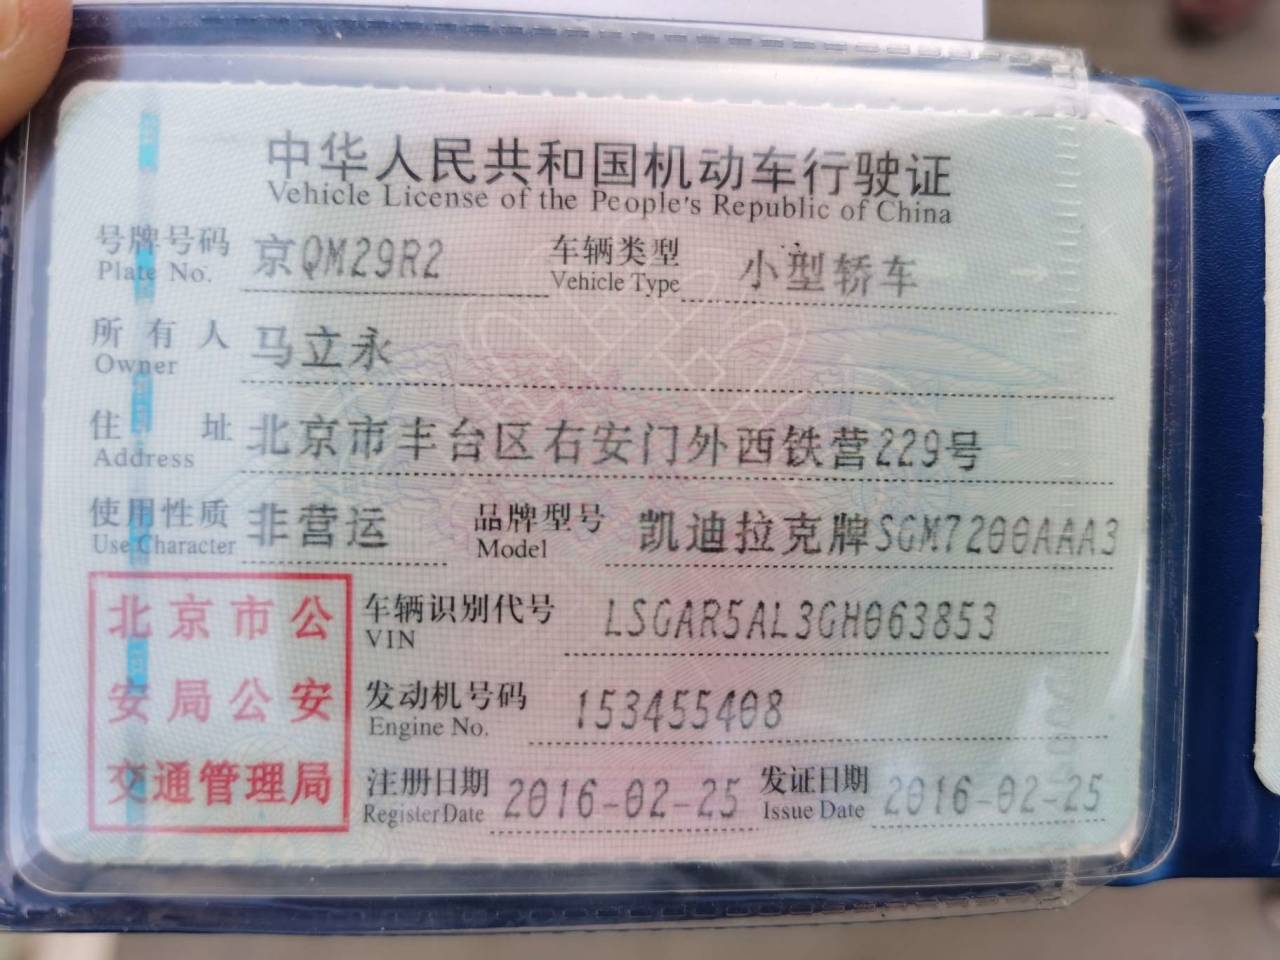 中华人民共和国机动车行驶证
Vehicle License of the People's Republic of China
号牌号码 京QM29R2 车辆类型 小型轿车
Plate No. Vehicle Type
所有人 马立永
Owner
住址 北京市丰台区右安门外西铁营229号
Address
使用性质 非营运 品牌型号 凯迪拉克牌SGM7200AAA3
Use Character Model
北京市公
安局公安
交通管理局
车辆识别代号 LSGAR5AL3GH063853
VIN
发动机号码 153455408
Engine No.
注册日期 2016-02-25 发证日期 2016-02-25
Register Date Issue Date